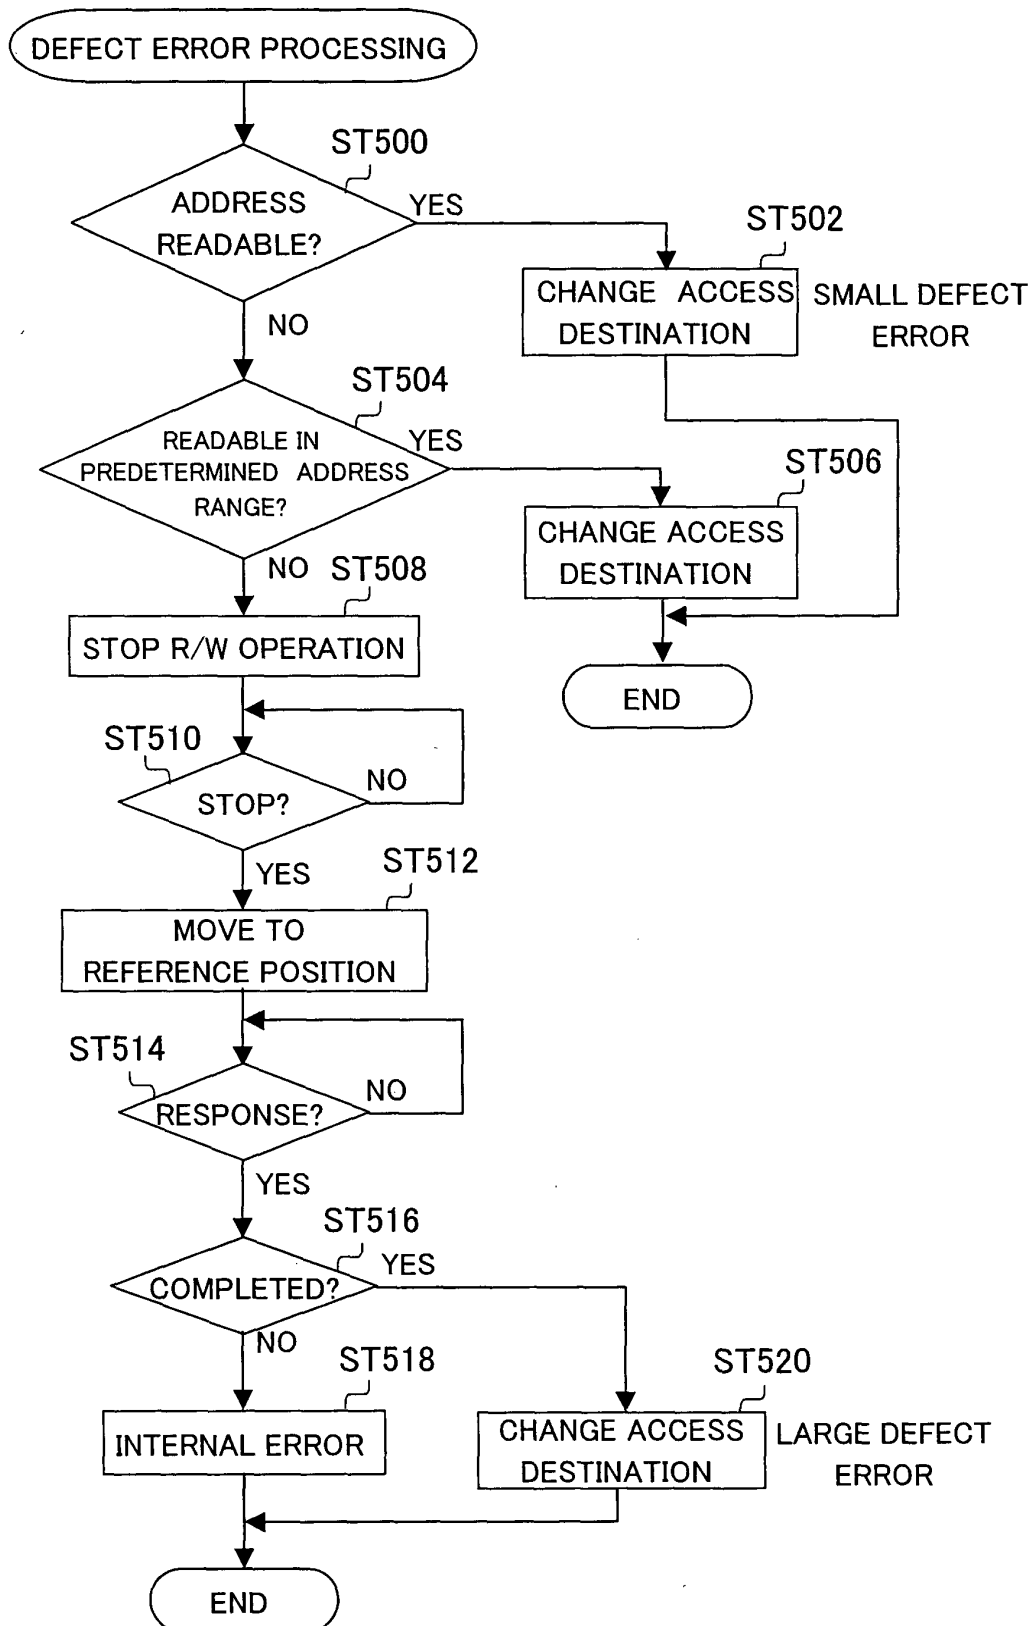 DEFECT ERROR PROCESSING
ST500
ADDRESS
READABLE?
YES
ST502
CHANGE ACCESS
DESTINATION
SMALL DEFECT
ERROR
NO
ST504
READABLE IN
PREDETERMINED ADDRESS
RANGE?
YES
ST506
CHANGE ACCESS
DESTINATION
NO
ST508
STOP R/W OPERATION
END
ST510
STOP?
NO
YES
ST512
MOVE TO
REFERENCE POSITION
ST514
RESPONSE?
NO
YES
ST516
COMPLETED?
YES
NO
ST518
INTERNAL ERROR
ST520
CHANGE ACCESS
DESTINATION
LARGE DEFECT
ERROR
END